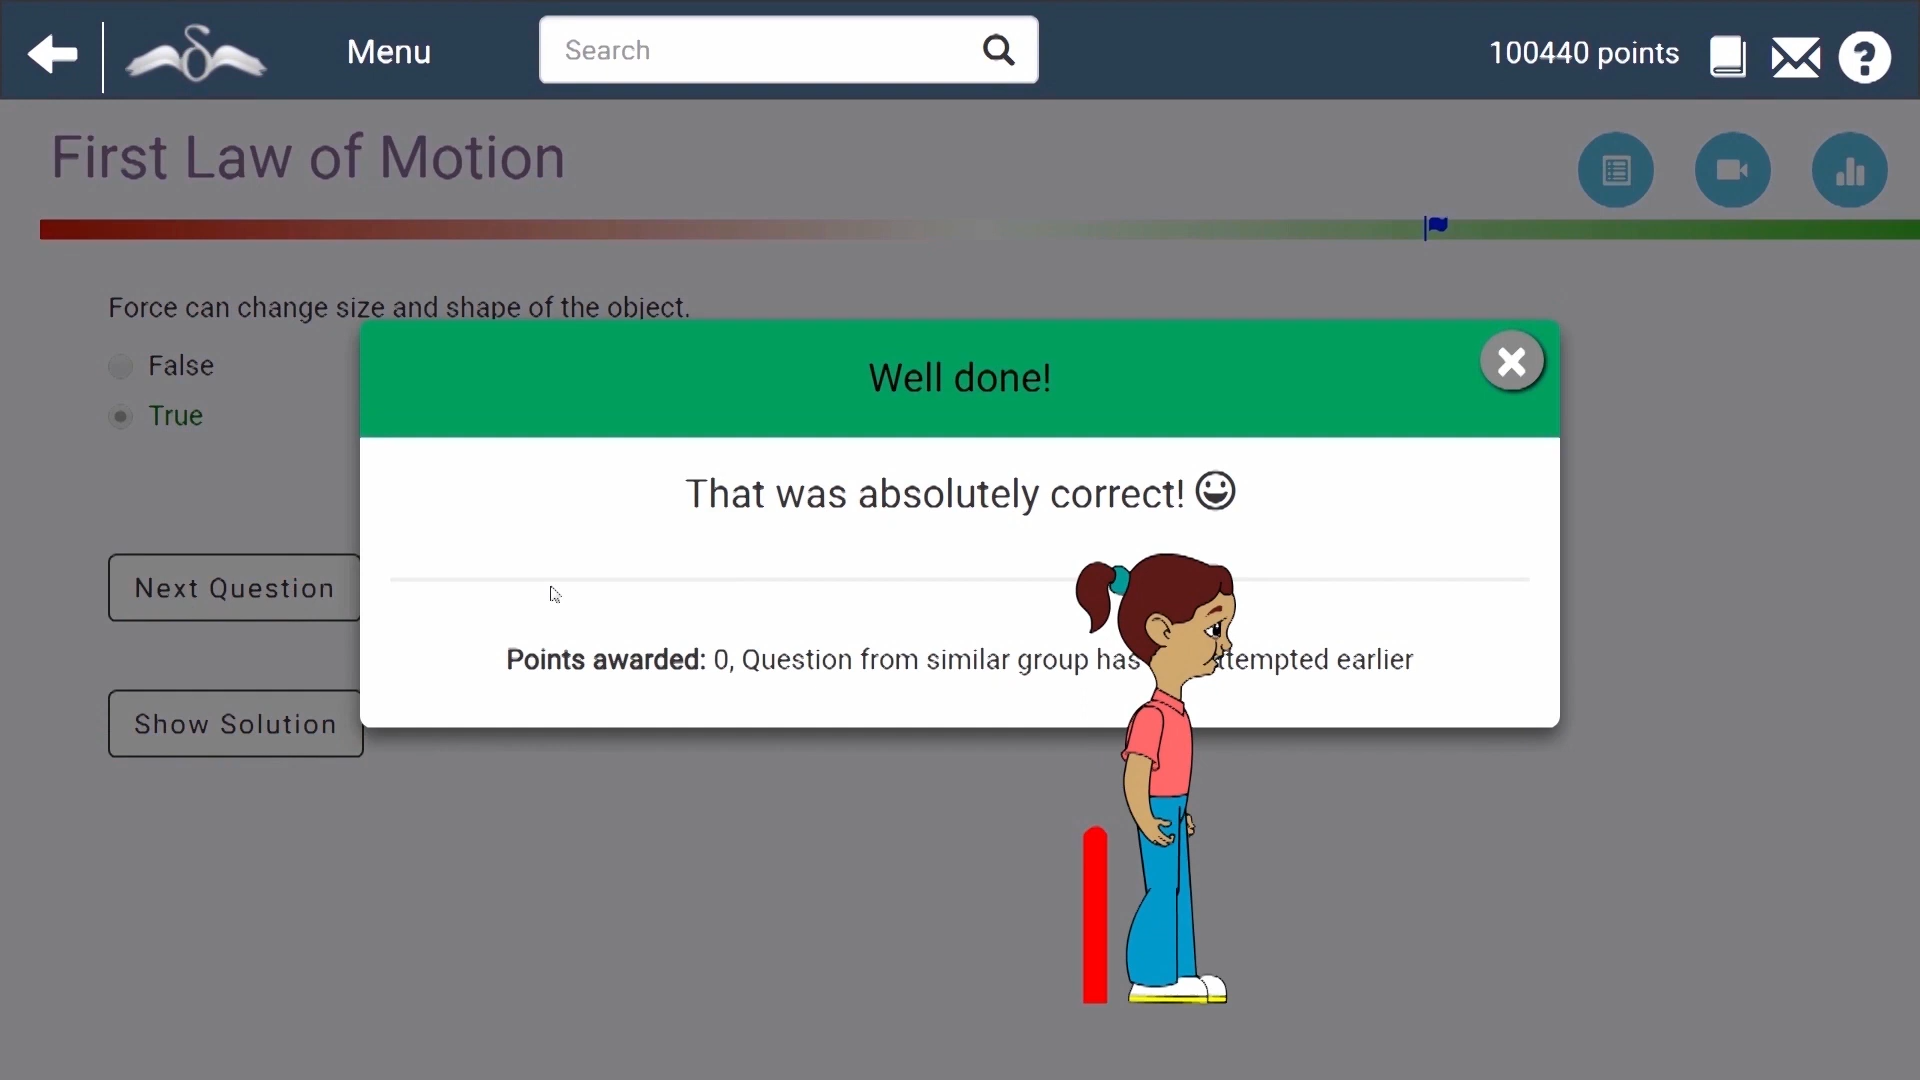 Menu
Search
100440 points
First Law of Motion
Force can change size and shape of the object.
False
True
Well done!
That was absolutely correct!
Next Question
Points awarded: 0, Question from similar group has ttempted earlier
Show Solution